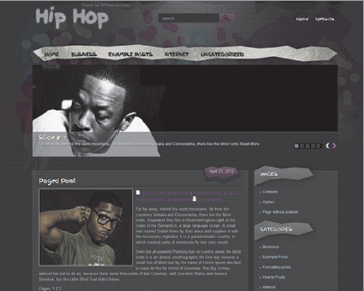 Hip Hop
search
Home Contacts
HOME BUSINESS EXAMPLE POSTS INTERNET UNCATEGORIZED
Slide 1
Far far away, behind the word mountains, far from the countries Vokalia and Consonantia, there live the blind texts. Read More
Paged Post
April 23, 2012
Far far away, behind the word mountains, far from the
countries Vokalia and Consonantia, there live the blind
texts. Separated they live in Bookmarksgrove right at the
coast of the Semantics, a large language ocean. A small
river named Duden flows by their place and supplies it with
the necessary regelialia. It is a paradisematic country, in
which roasted parts of sentences fly into your mouth.
Even the all-powerful Pointing has no control about the blind
texts it is an almost unorthographic life One day however a
small line of blind text by the name of Lorem Ipsum decided
to leave for the far World of Grammar. The Big Oxmox
advised her not to do so, because there were thousands of bad Commas, wild Question Marks and devious
Semikoli, but the Little Blind Text didn't listen.
Pages: 1 2 3
PAGES
Contacts
Gallery
Page without sidebar
CATEGORIES
Business
Example Posts
Formatting posts
How-to Posts
Internet